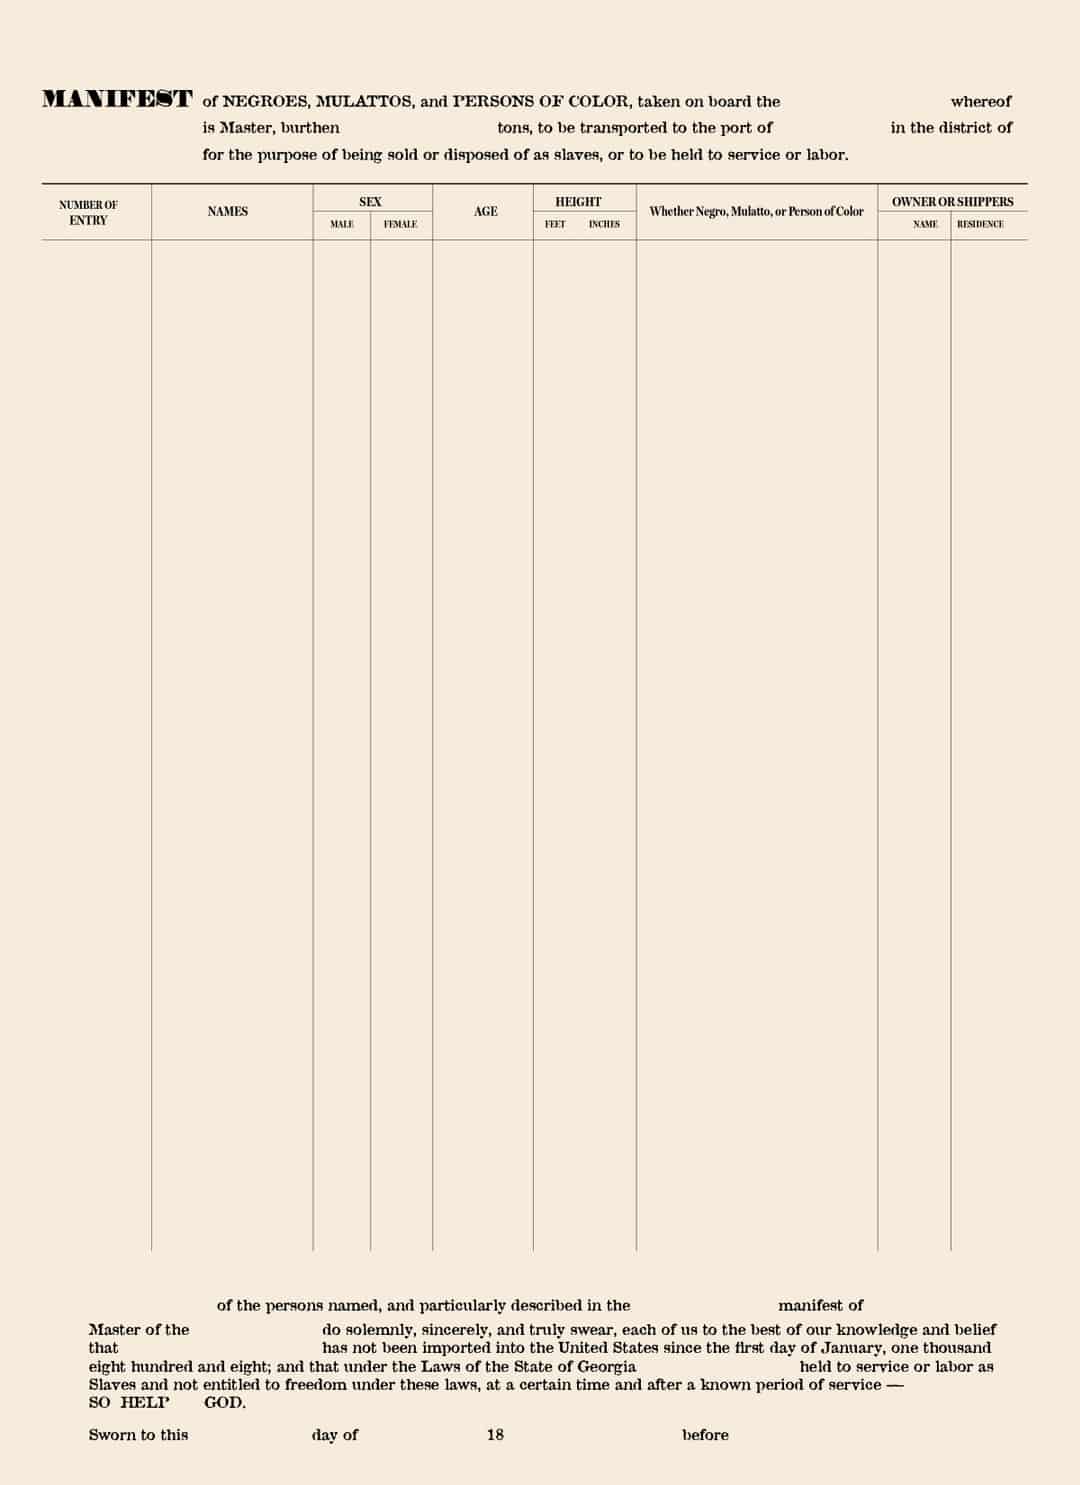 MANIFEST of NEGROES, MULATTOS, and PERSONS OF COLOR, taken on board the whereof
is Master, burthen tons, to be transported to the port of in the district of
for the purpose of being sold or disposed of as slaves, or to be held to service or labor.
NUMBER OF ENTRY
NAMES
SEX
MALE FEMALE
AGE
HEIGHT
FEET INCHES
Whether Negro, Mulatto, or Person of Color
OWNER OR SHIPPERS
NAME RESIDENCE
of the persons named, and particularly described in the manifest of
Master of the do solemnly, sincerely, and truly swear, each of us to the best of our knowledge and belief
that has not been imported into the United States since the first day of January, one thousand
eight hundred and eight; and that under the Laws of the State of Georgia held to service or labor as
Slaves and not entitled to freedom under these laws, at a certain time and after a known period of service —
SO HELP GOD.
Sworn to this day of 18 before